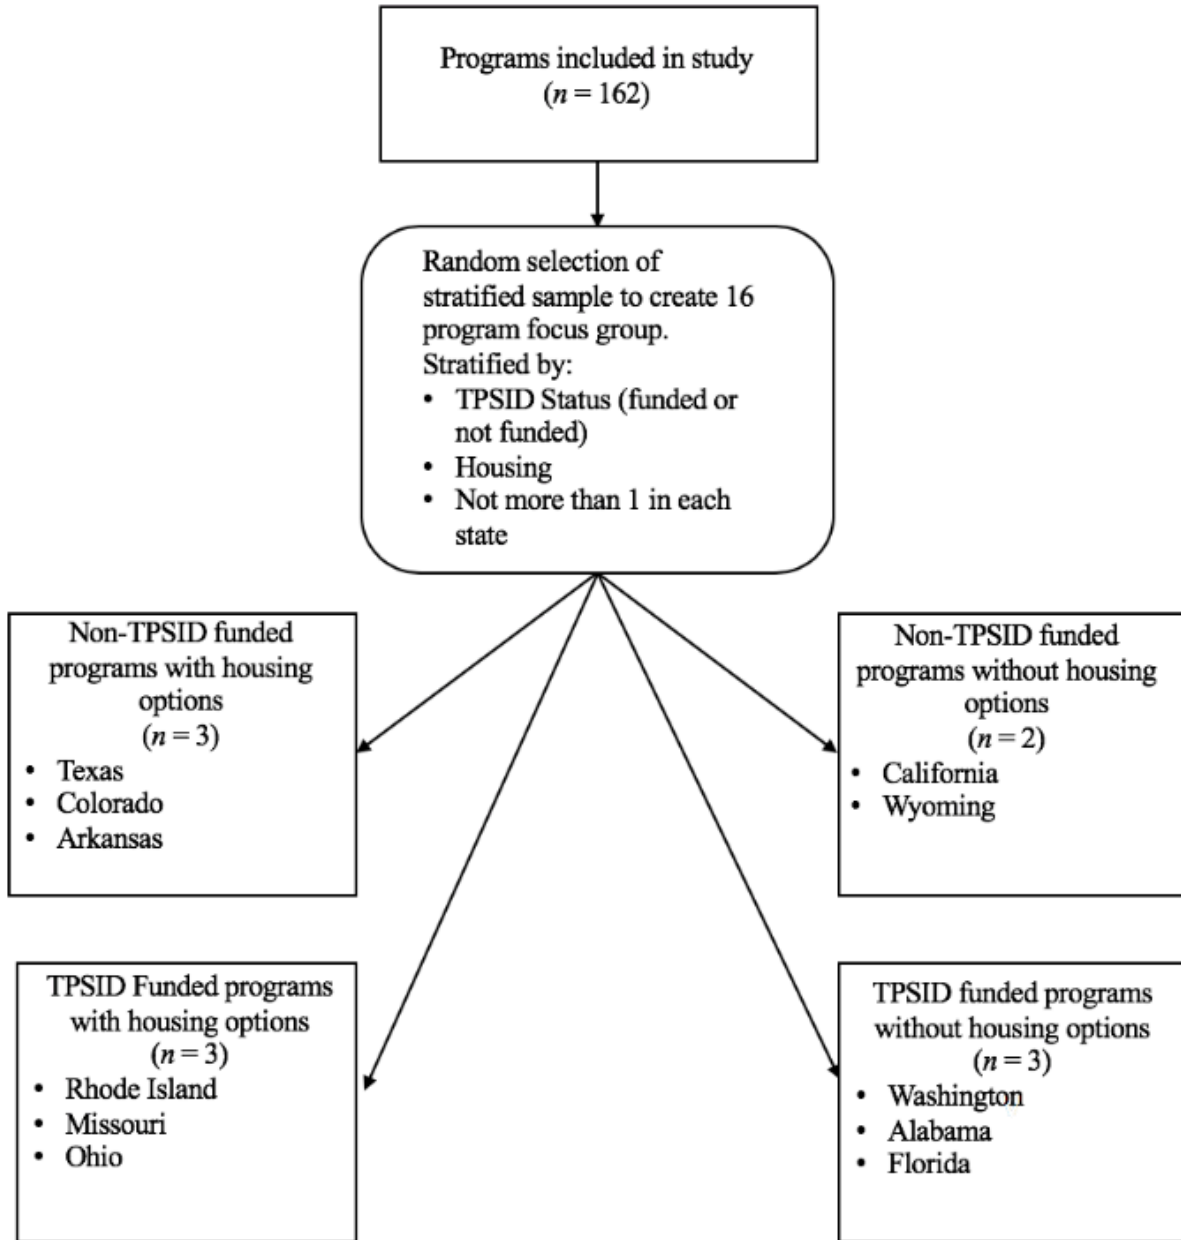 Programs included in study
(n = 162)
Random selection of
stratified sample to create 16
program focus group.
Stratified by:
• TPSID Status (funded or
not funded)
• Housing
• Not more than 1 in each
state
Non-TPSID funded
programs with housing
options
(n = 3)
• Texas
• Colorado
• Arkansas
Non-TPSID funded
programs without housing
options
(n = 2)
• California
• Wyoming
TPSID Funded programs
with housing options
(n = 3)
• Rhode Island
• Missouri
• Ohio
TPSID funded programs
without housing options
(n = 3)
• Washington
• Alabama
• Florida